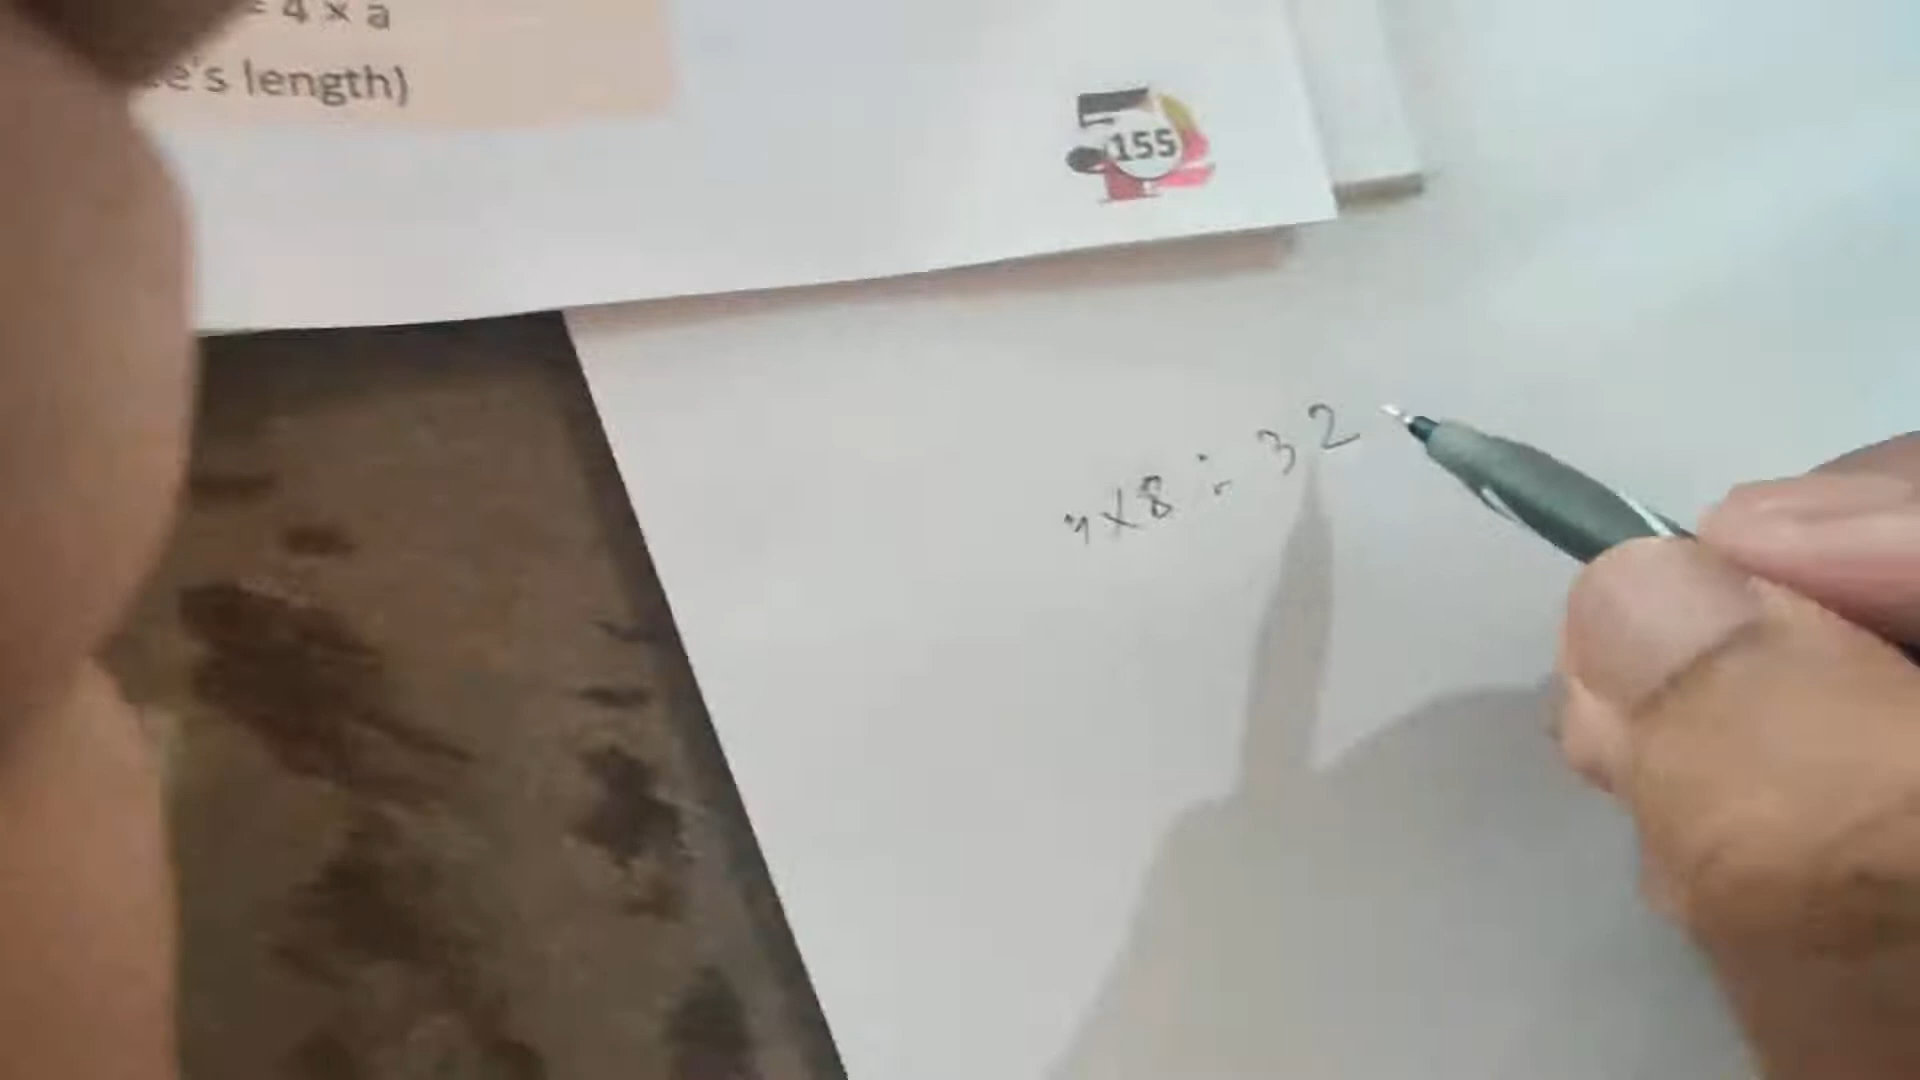 = 4 × a
e's length)
155
4×8 = 32